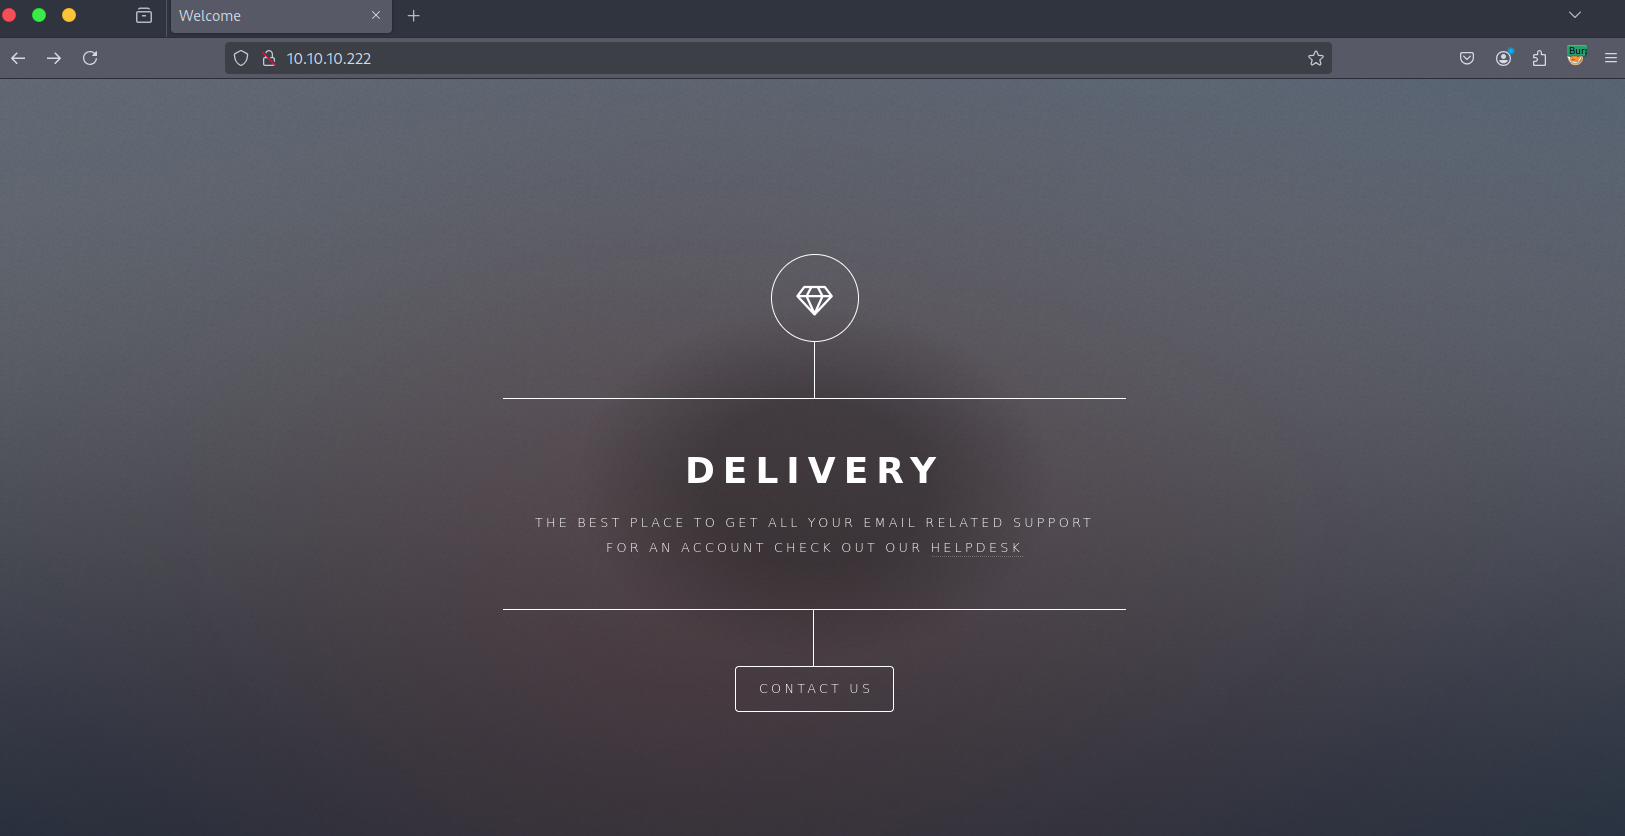 Welcome
10.10.10.222
Burp
DELIVERY
THE BEST PLACE TO GET ALL YOUR EMAIL RELATED SUPPORT
FOR AN ACCOUNT CHECK OUT OUR HELPDESK
CONTACT US